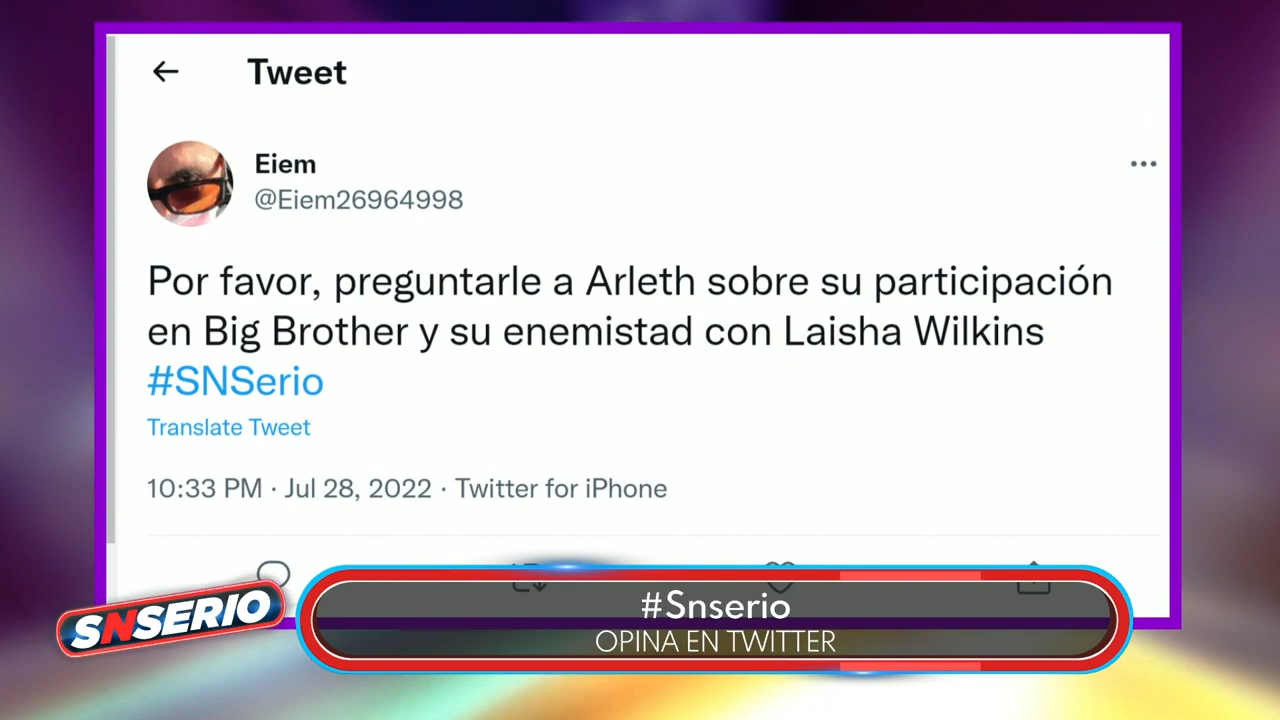 Tweet
Eiem
@Eiem26964998
Por favor, preguntarle a Arleth sobre su participación
en Big Brother y su enemistad con Laisha Wilkins
#SNSerio
Translate Tweet
10:33 PM · Jul 28, 2022 · Twitter for iPhone
SNSERIO
#Snserio
OPINA EN TWITTER